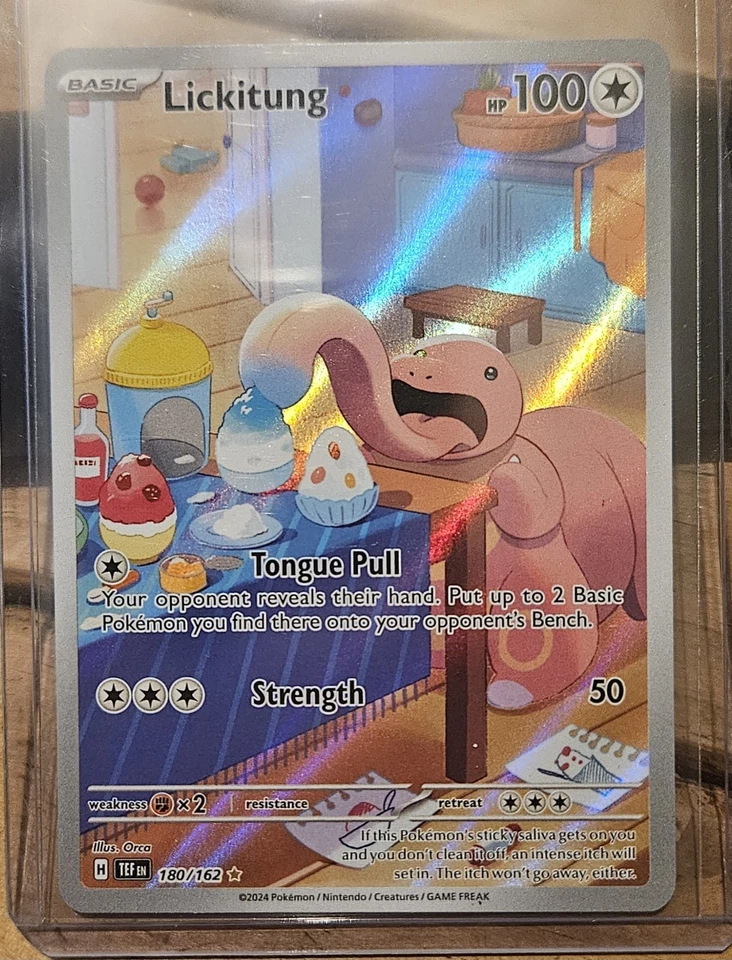 BASIC Lickitung HP 100
Tongue Pull
Your opponent reveals their hand. Put up to 2 Basic
Pokémon you find there onto your opponent's Bench.
Strength 50
weakness ×2 resistance retreat
Illus. Orca
If this Pokémon's sticky saliva gets on you
and you don't clean it off, an intense itch will
set in. The itch won't go away, either.
H TEF EN 180/162
©2024 Pokémon / Nintendo / Creatures / GAME FREAK